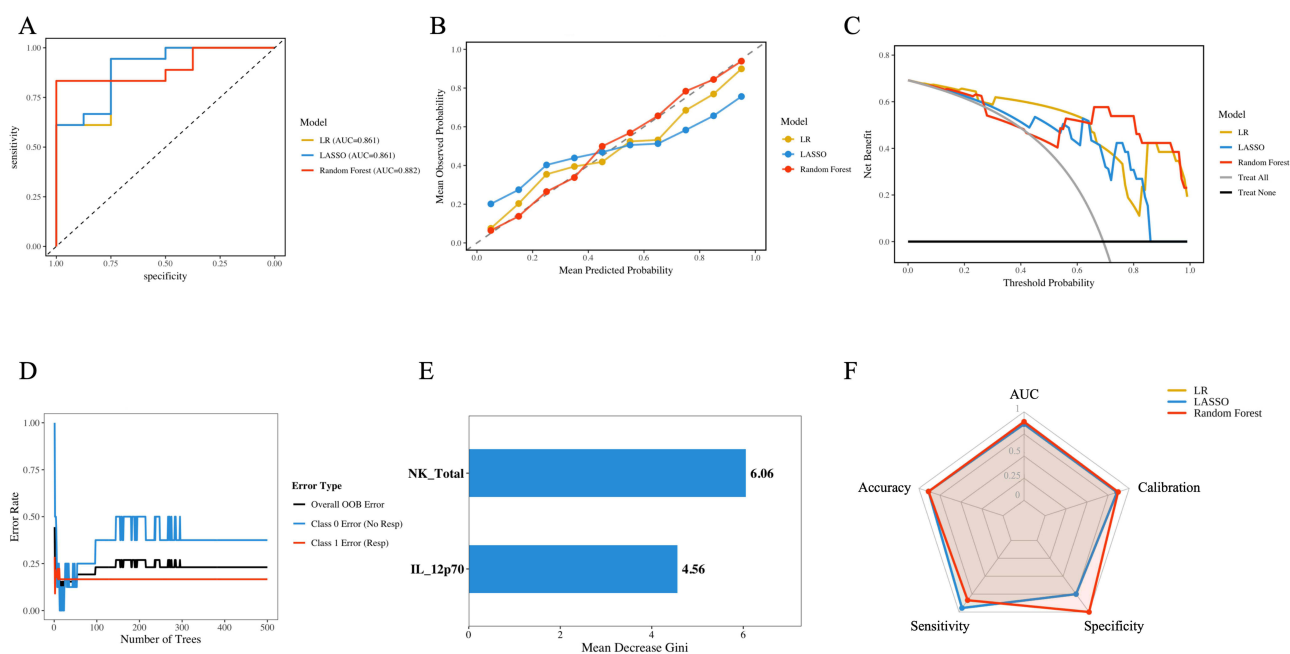 A
1.00
0.75
0.50
0.25
0.00
sensitivity
1.00
0.75
0.50
0.25
0.00
specificity
Model
LR (AUC=0.861)
LASSO (AUC=0.861)
Random Forest (AUC=0.882)
B
1.0
0.8
0.6
0.4
0.2
0.0
Mean Observed Probability
0.0
0.2
0.4
0.6
0.8
1.0
Mean Predicted Probability
Model
LR
LASSO
Random Forest
C
0.8
0.6
0.4
0.2
0.0
Net Benefit
0.0
0.2
0.4
0.6
0.8
1.0
Threshold Probability
Model
LR
LASSO
Random Forest
Treat All
Treat None
D
1.00
0.75
0.50
0.25
0.00
Error Rate
0
100
200
300
400
500
Number of Trees
Error Type
Overall OOB Error
Class 0 Error (No Resp)
Class 1 Error (Resp)
E
NK_Total
6.06
IL_12p70
4.56
0
2
4
6
Mean Decrease Gini
F
LR
LASSO
Random Forest
AUC
1
0.5
0.25
0
Accuracy
Calibration
Sensitivity
Specificity